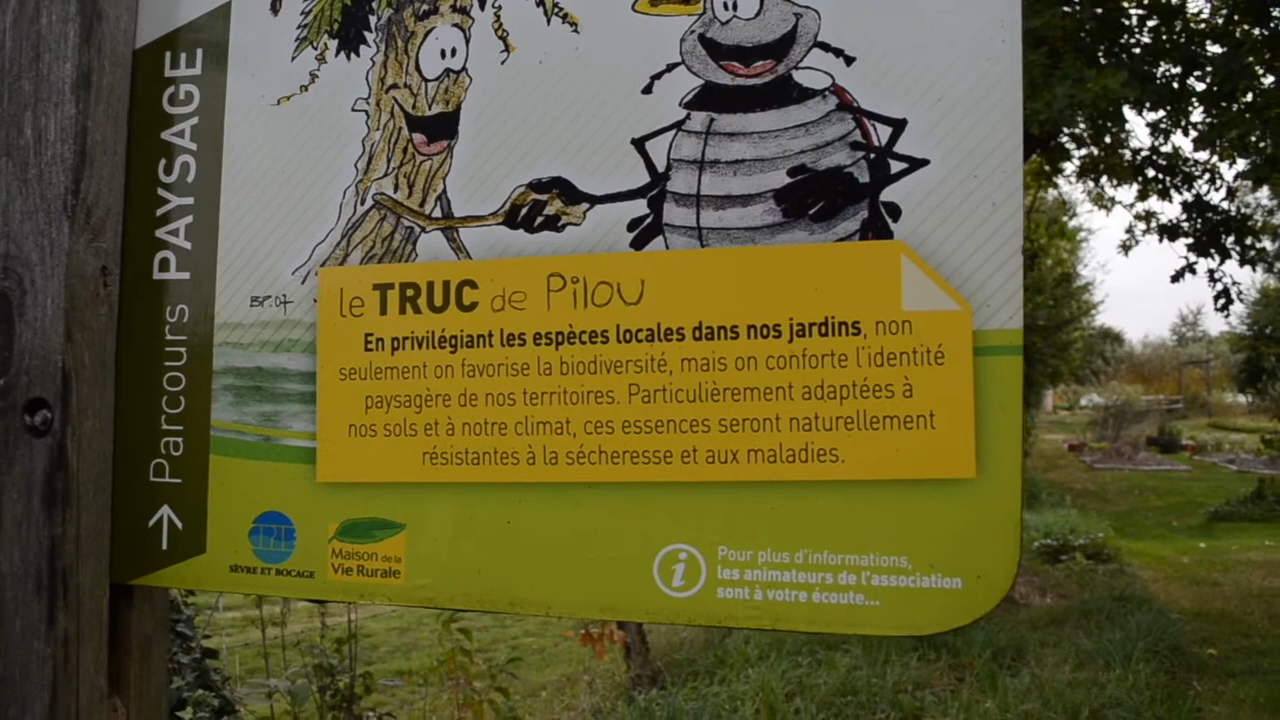 Parcours PAYSAGE
BP.07
le TRUC de Pilou
En privilégiant les espèces locales dans nos jardins, non
seulement on favorise la biodiversité, mais on conforte l'identité
paysagère de nos territoires. Particulièrement adaptées à
nos sols et à notre climat, ces essences seront naturellement
résistantes à la sécheresse et aux maladies.
CPIE
SÈVRE ET BOCAGE
Maison de la
Vie Rurale
i
Pour plus d'informations,
les animateurs de l'association
sont à votre écoute...